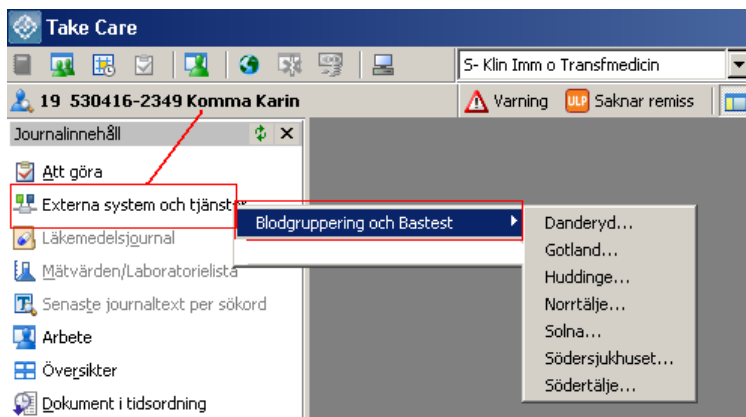 Take Care
S- Klin Imm o Transfmedicin
19 530416-2349 Komma Karin
Varning ULP Saknar remiss
Journalinnehåll
Att göra
Externa system och tjänster
Blodgruppering och Bastest
Läkemedelsjournal
Mätvärden/Laboratorielista
Senaste journaltext per sökord
Arbete
Översikter
Dokument i tidsordning
Danderyd...
Gotland...
Huddinge...
Norrtälje...
Solna...
Södersjukhuset...
Södertälje...